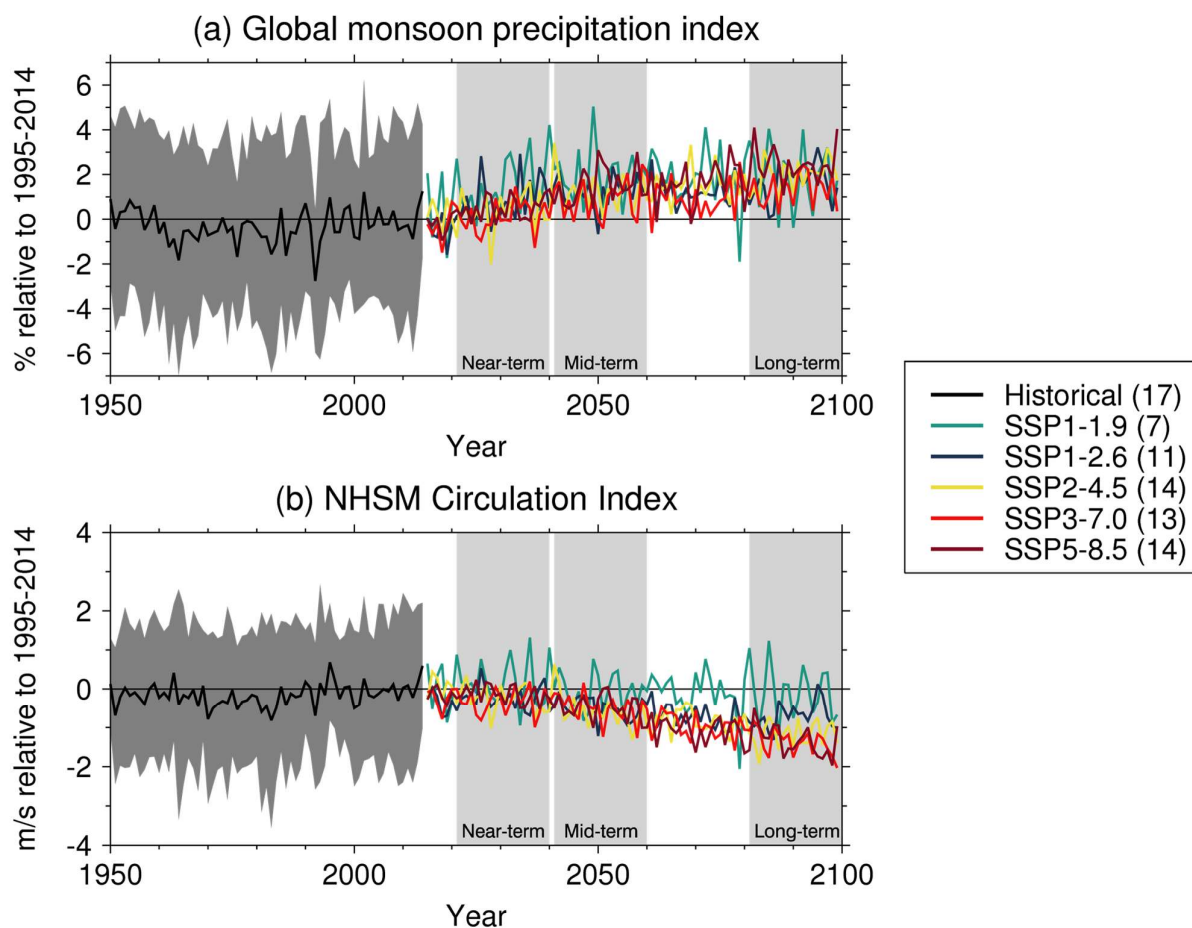 (a) Global monsoon precipitation index
% relative to 1995-2014
6
4
2
0
-2
-4
-6
Near-term
Mid-term
Long-term
1950
2000
2050
2100
Year
(b) NHSM Circulation Index
m/s relative to 1995-2014
4
2
0
-2
-4
Near-term
Mid-term
Long-term
1950
2000
2050
2100
Year
Historical (17)
SSP1-1.9 (7)
SSP1-2.6 (11)
SSP2-4.5 (14)
SSP3-7.0 (13)
SSP5-8.5 (14)